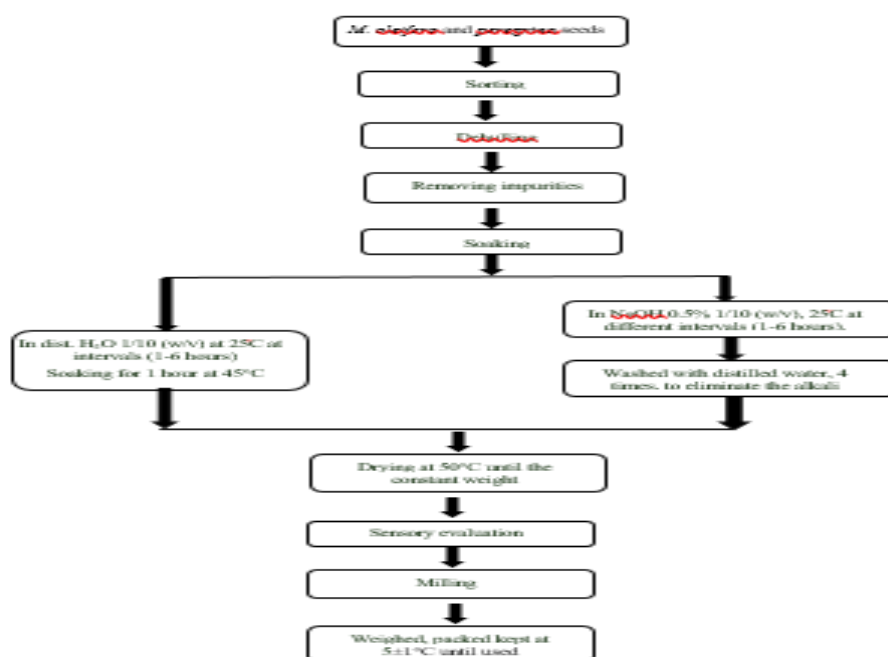 M. oleifera and peregrina seeds
Sorting
Dehulling
Removing impurities
Soaking
In dist. H₂O 1/10 (w/v) at 25C at
intervals (1-6 hours)
Soaking for 1 hour at 45°C
In NaOH 0.5% 1/10 (w/v), 25C at
different intervals (1-6 hours).
Washed with distilled water, 4
times. to eliminate the alkali
Drying at 50°C until the
constant weight
Sensory evaluation
Milling
Weighed, packed kept at
5±1°C until used